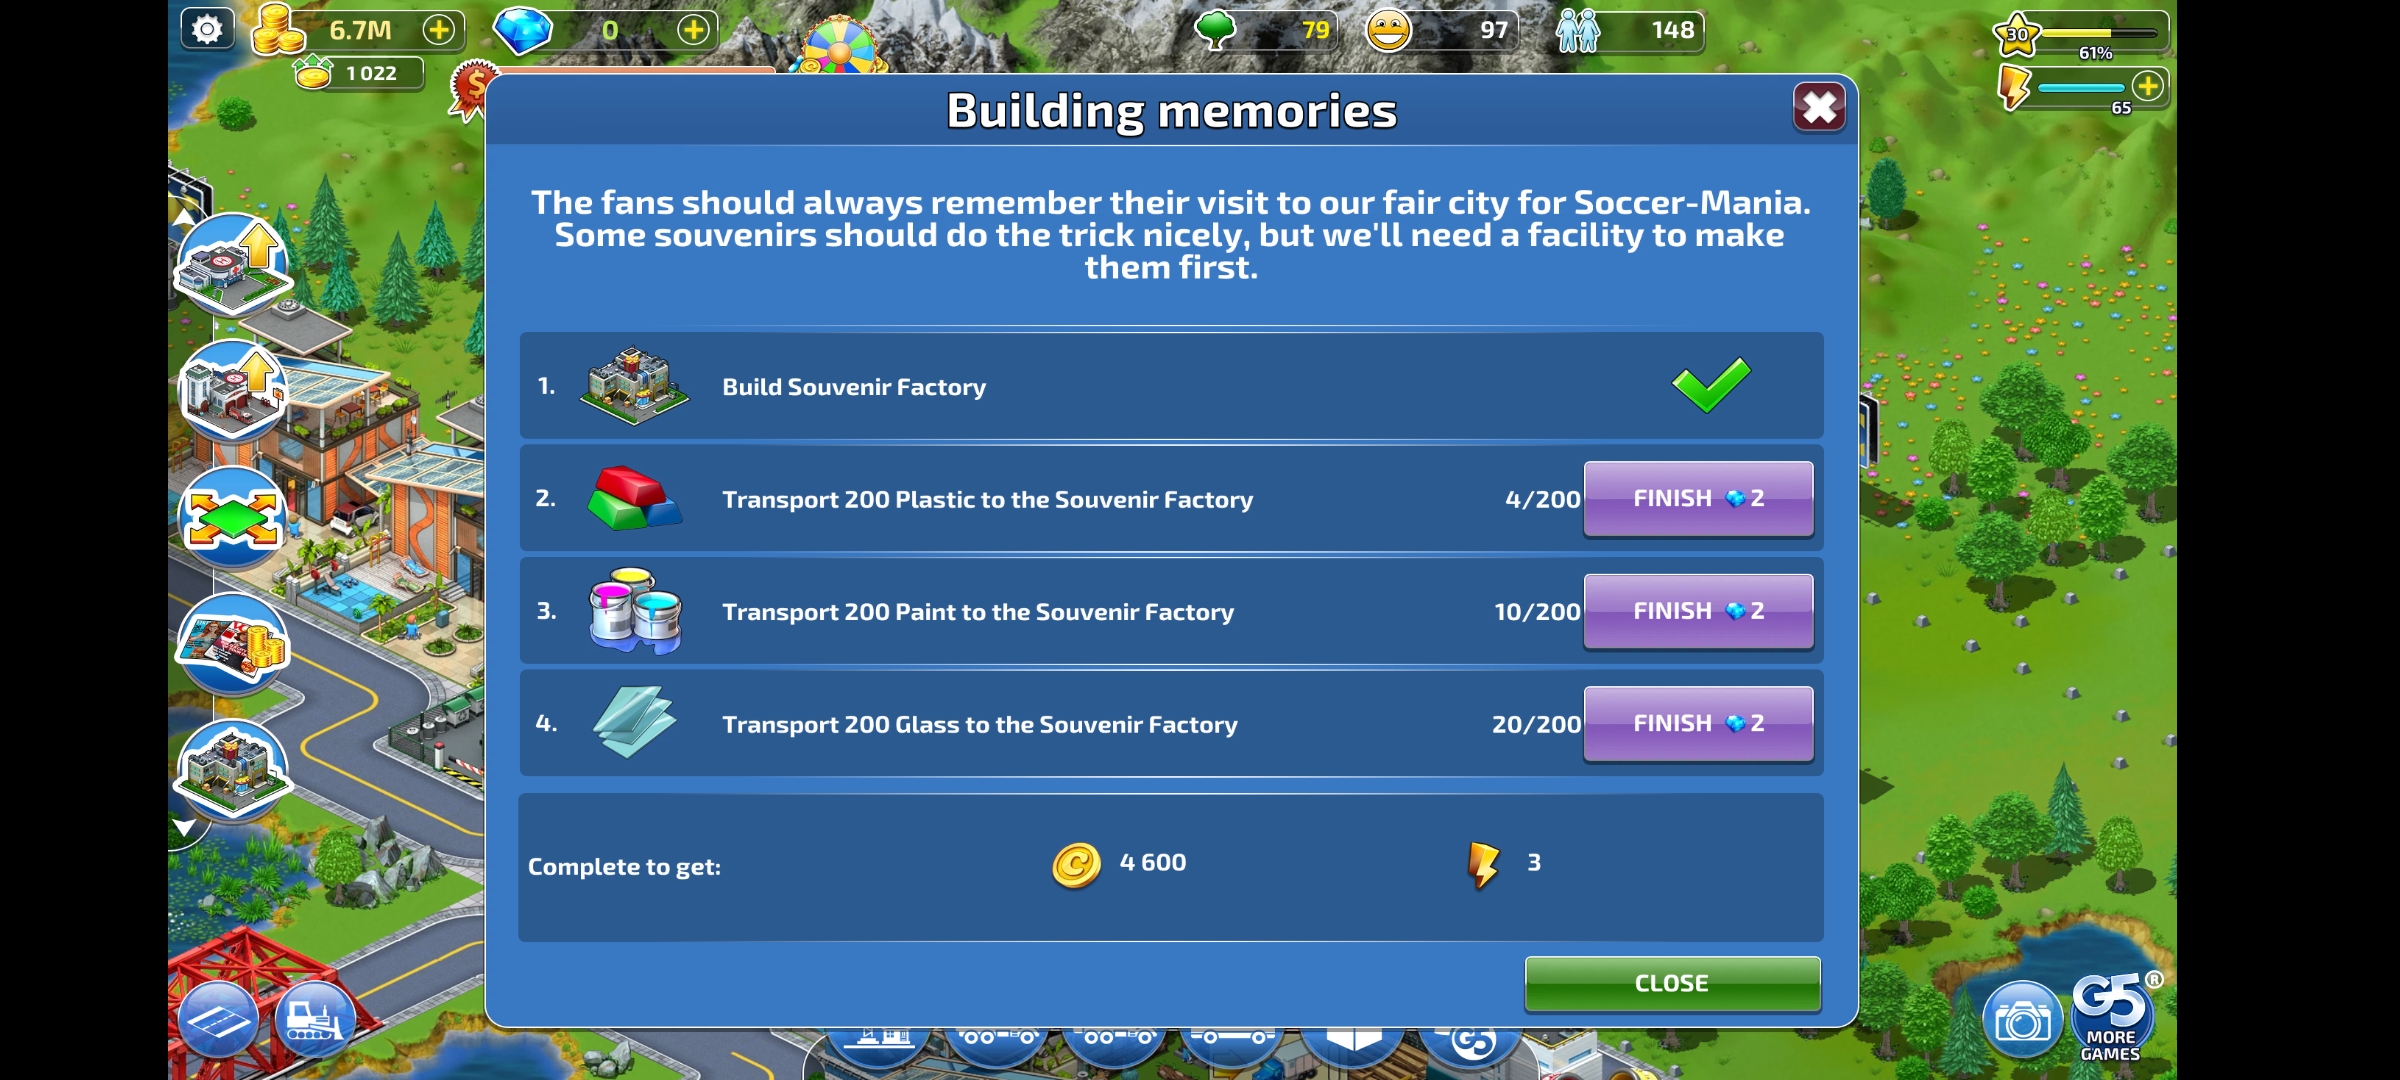 6.7M
0
79
97
148
30
61%
1 022
65
Building memories
The fans should always remember their visit to our fair city for Soccer-Mania.
Some souvenirs should do the trick nicely, but we'll need a facility to make
them first.
1. Build Souvenir Factory
2. Transport 200 Plastic to the Souvenir Factory 4/200 FINISH 2
3. Transport 200 Paint to the Souvenir Factory 10/200 FINISH 2
4. Transport 200 Glass to the Souvenir Factory 20/200 FINISH 2
Complete to get: 4 600 3
CLOSE
G5
G5®
MORE
GAMES